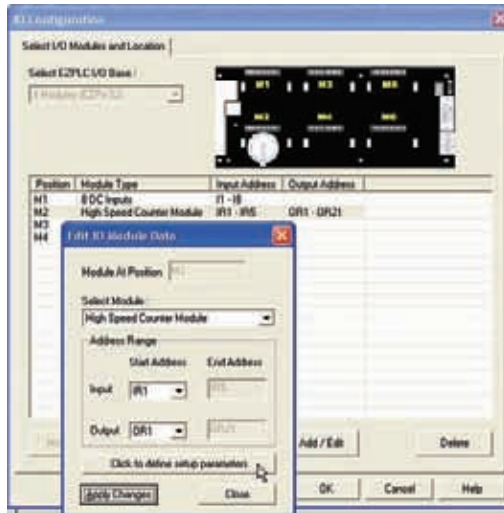 IO Configuration
Select I/O Modules and Location
Select EZPLC I/O Base :
M1 M3 M5
M2 M4 M6
Position Module Type Input Address Output Address
M1 8 DC Inputs I1 - I8
M2 High Speed Counter Module IR1 - IR5 OR1 - OR21
M3
M4
Edit IO Module Data
Module At Position M2
Select Module :
High Speed Counter Module
Address Range
Start Address End Address
Input IR1 IR5
Output OR1 OR21
Click to define setup parameters
Apply Changes Close
Add / Edit Delete
OK Cancel Help